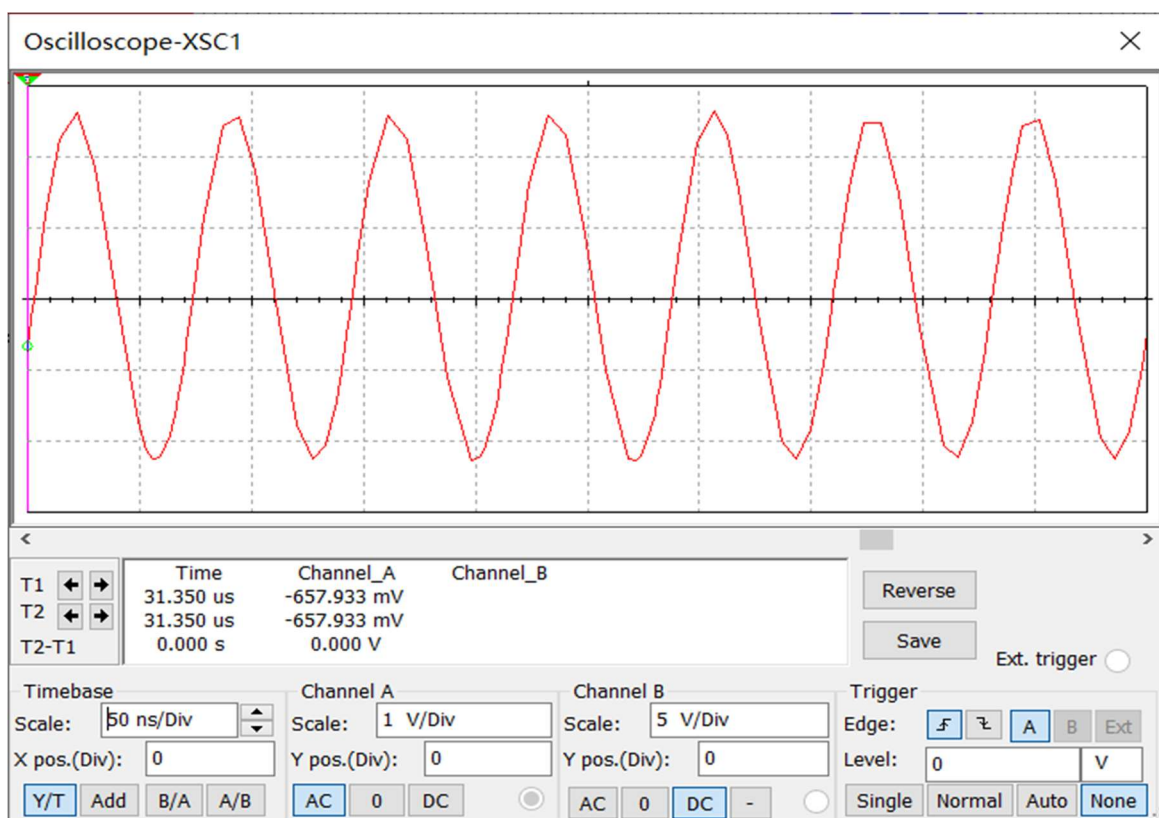 Oscilloscope-XSC1
Time Channel_A Channel_B
T1 31.350 us -657.933 mV
T2 31.350 us -657.933 mV
T2-T1 0.000 s 0.000 V
Reverse
Save
Ext. trigger
Timebase
Scale: 50 ns/Div
X pos.(Div): 0
Y/T Add B/A A/B
Channel A
Scale: 1 V/Div
Y pos.(Div): 0
AC 0 DC
Channel B
Scale: 5 V/Div
Y pos.(Div): 0
AC 0 DC -
Trigger
Edge: A B Ext
Level: 0 V
Single Normal Auto None